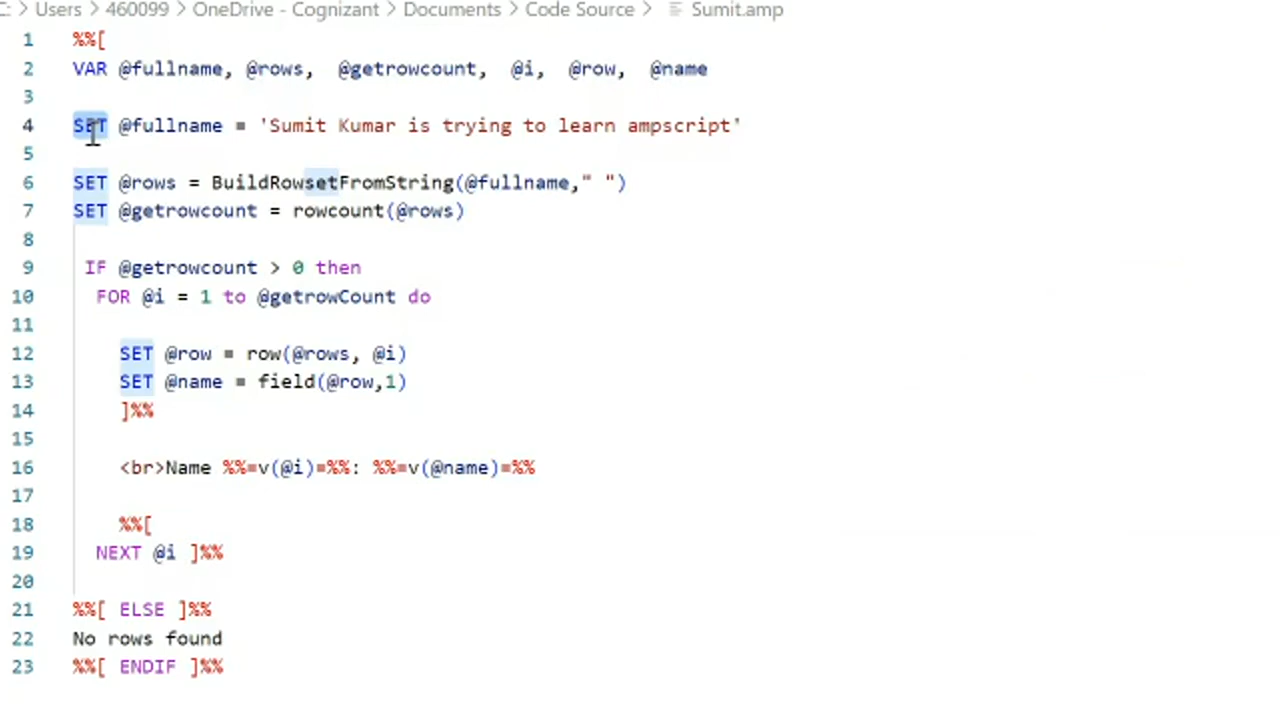 C: > Users > 460099 > OneDrive - Cognizant > Documents > Code Source > Sumit.amp
1 %%[
2 VAR @fullname, @rows, @getrowcount, @i, @row, @name
3
4 SET @fullname = 'Sumit Kumar is trying to learn ampscript'
5
6 SET @rows = BuildRowsetFromString(@fullname," ")
7 SET @getrowcount = rowcount(@rows)
8
9 IF @getrowcount > 0 then
10 FOR @i = 1 to @getrowCount do
11
12 SET @row = row(@rows, @i)
13 SET @name = field(@row,1)
14 ]%%
15
16 <br>Name %%=v(@i)=%%: %%=v(@name)=%%
17
18 %%[
19 NEXT @i ]%%
20
21 %%[ ELSE ]%%
22 No rows found
23 %%[ ENDIF ]%%